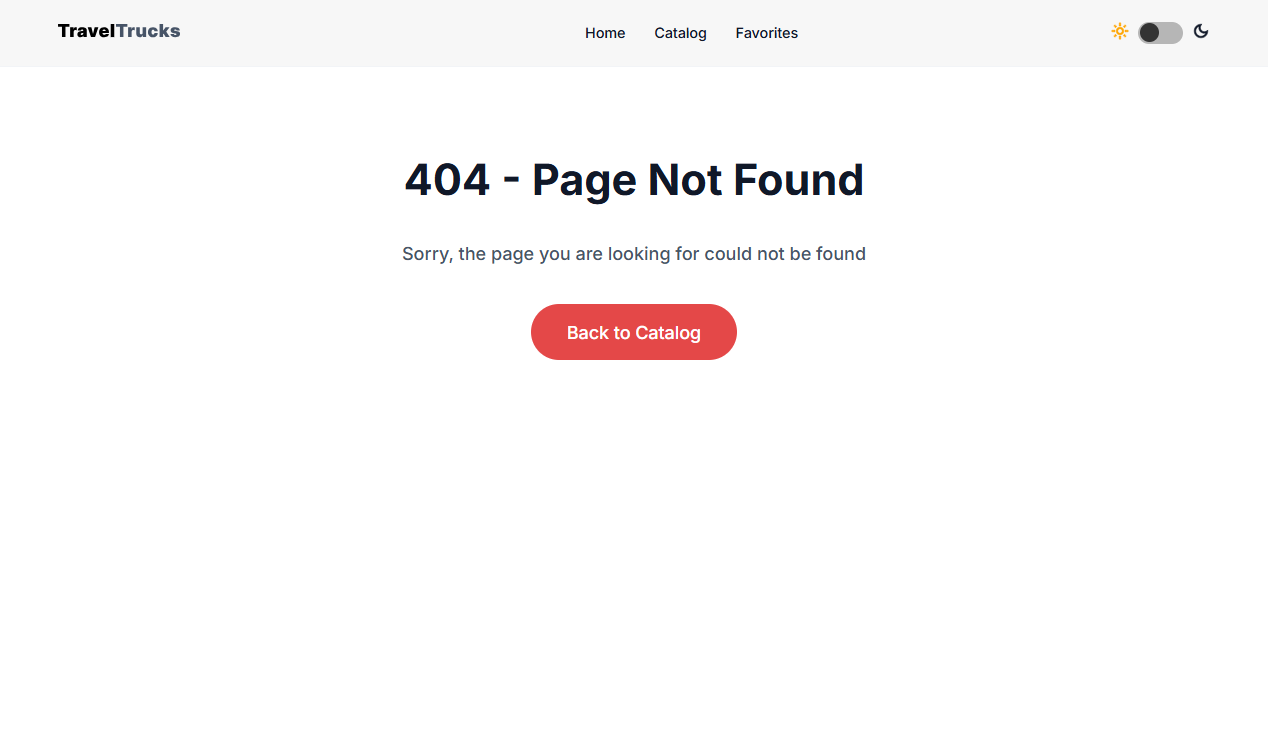 TravelTrucks
Home Catalog Favorites
404 - Page Not Found
Sorry, the page you are looking for could not be found
Back to Catalog